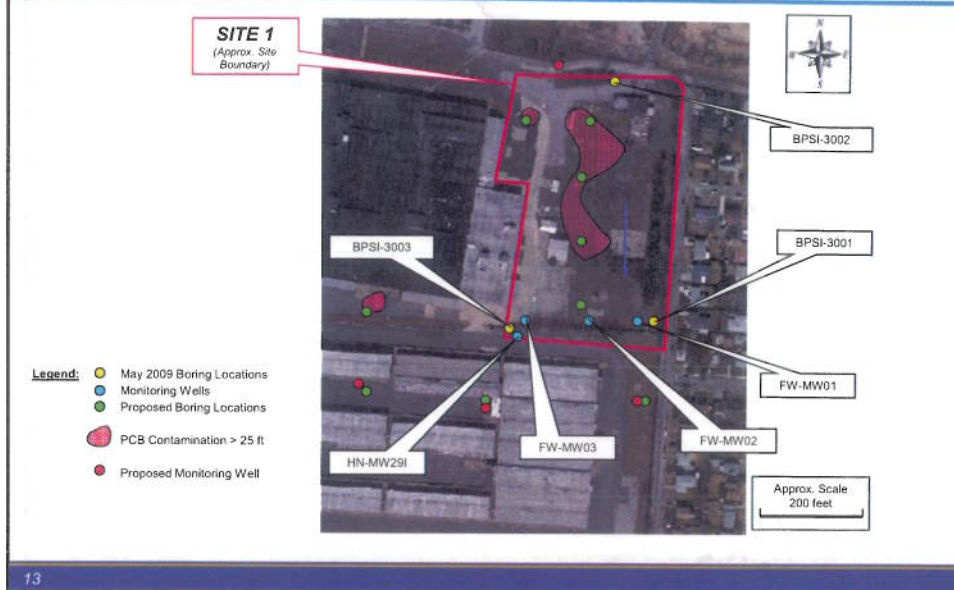 SITE 1
(Approx. Site
Boundary)
N
W
E
S
BPSI-3002
BPSI-3003
BPSI-3001
Legend:
May 2009 Boring Locations
Monitoring Wells
Proposed Boring Locations
PCB Contamination > 25 ft
Proposed Monitoring Well
HN-MW29I
FW-MW03
FW-MW02
FW-MW01
Approx. Scale
200 feet
13